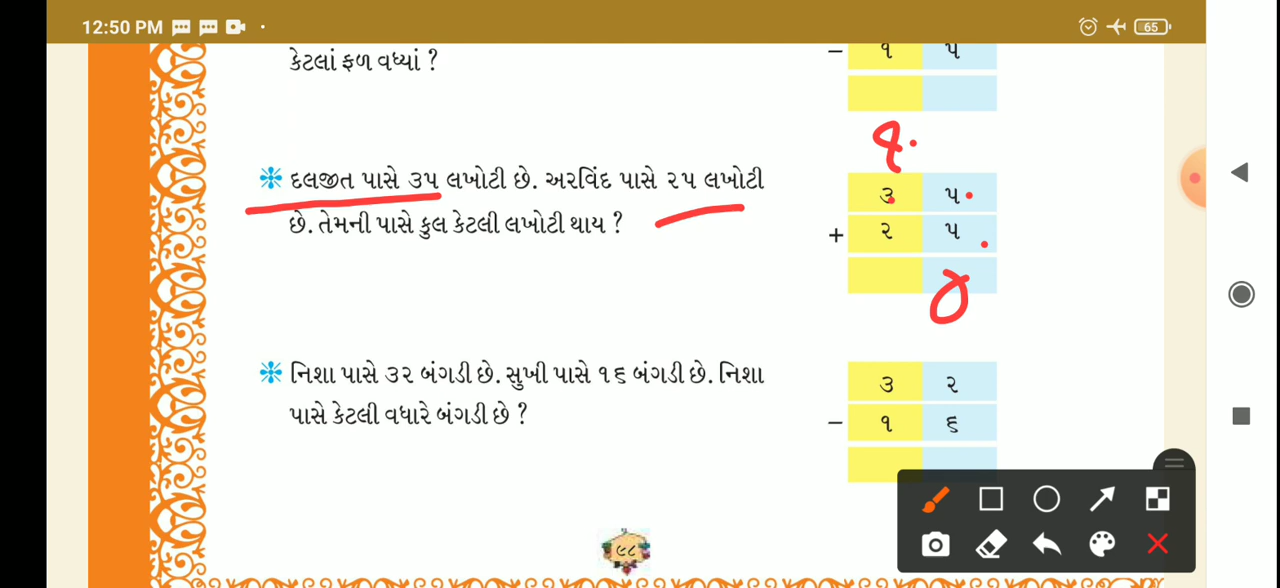 12:50 PM
65
કેટલાં ફળ વધ્યાં ?
− ૧ ૫
૧
❉ દલજીત પાસે ૩૫ લખોટી છે. અરવિંદ પાસે ૨૫ લખોટી
છે. તેમની પાસે કુલ કેટલી લખોટી થાય ?
૩ ૫
+ ૨ ૫
૦
❉ નિશા પાસે ૩૨ બંગડી છે. સુખી પાસે ૧૬ બંગડી છે. નિશા
પાસે કેટલી વધારે બંગડી છે ?
૩ ૨
− ૧ ૬
૯૮